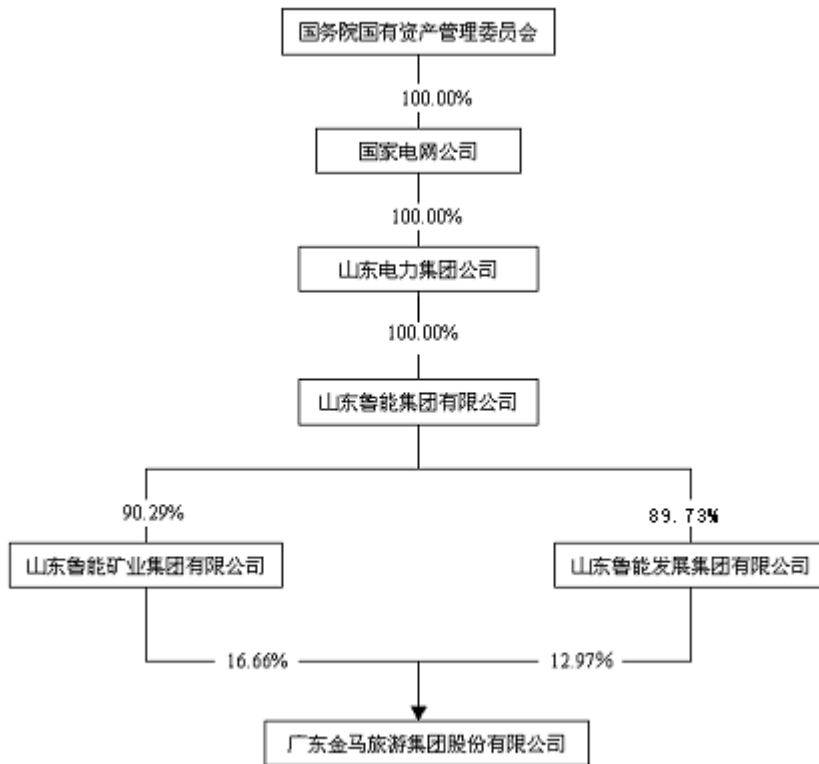 国务院国有资产管理委员会
100.00%
国家电网公司
100.00%
山东电力集团公司
100.00%
山东鲁能集团有限公司
90.29%
89.73%
山东鲁能矿业集团有限公司
山东鲁能发展集团有限公司
16.66%
12.97%
广东金马旅游集团股份有限公司